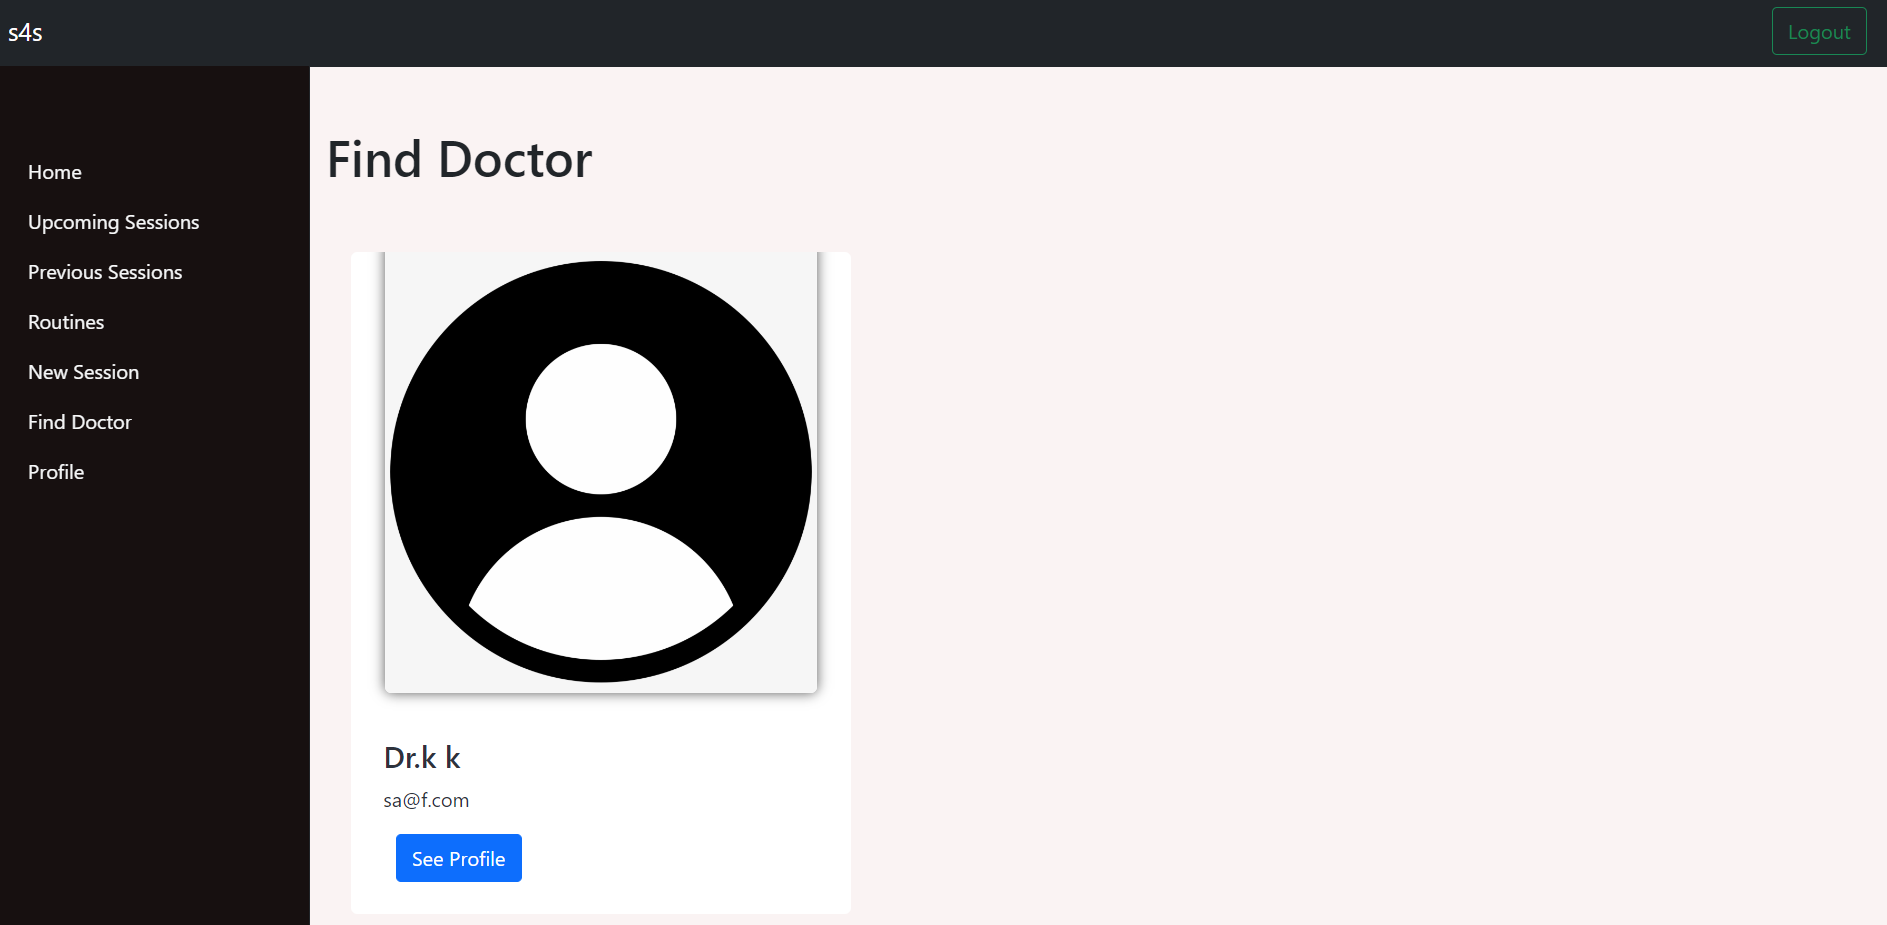 s4s
Logout
Home
Upcoming Sessions
Previous Sessions
Routines
New Session
Find Doctor
Profile
Find Doctor
Dr.k k
sa@f.com
See Profile